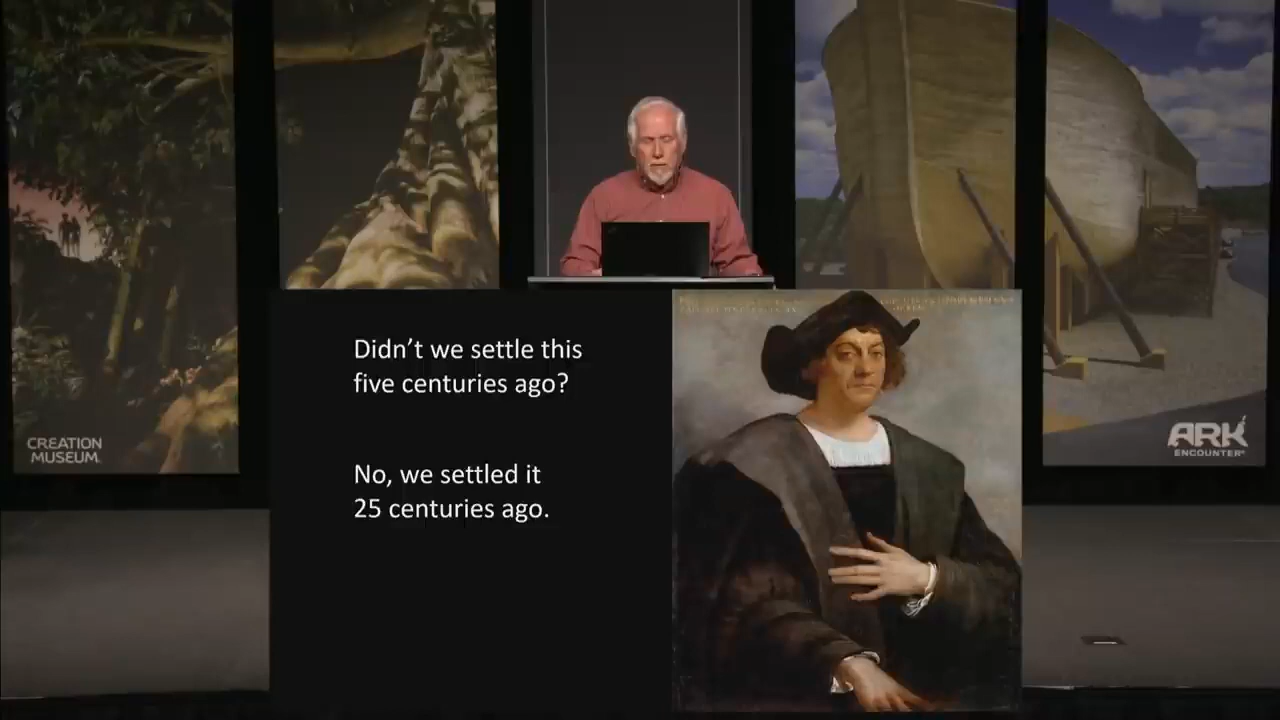 Didn’t we settle this
five centuries ago?
No, we settled it
25 centuries ago.
CREATION
MUSEUM
ARK
ENCOUNTER